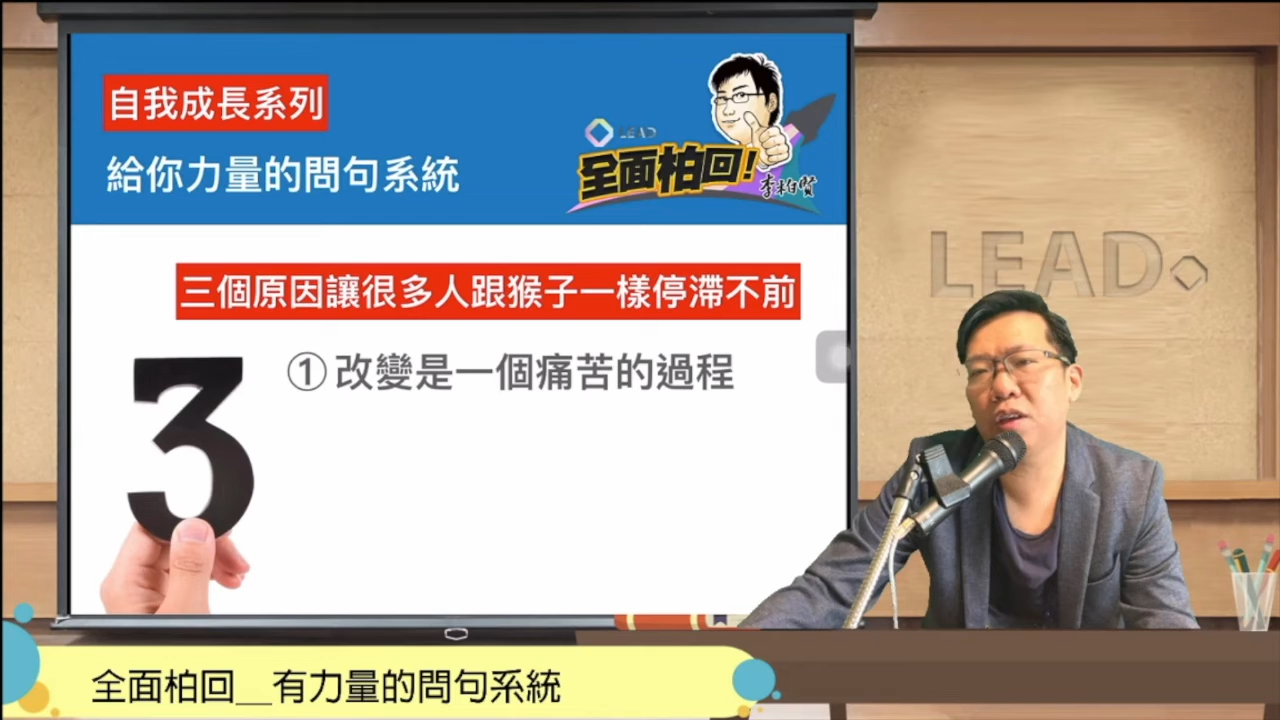 自我成長系列
給你力量的問句系統
LEAD
全面柏回!
李柏賢
三個原因讓很多人跟猴子一樣停滯不前
3
①改變是一個痛苦的過程
LEAD
全面柏回__有力量的問句系統